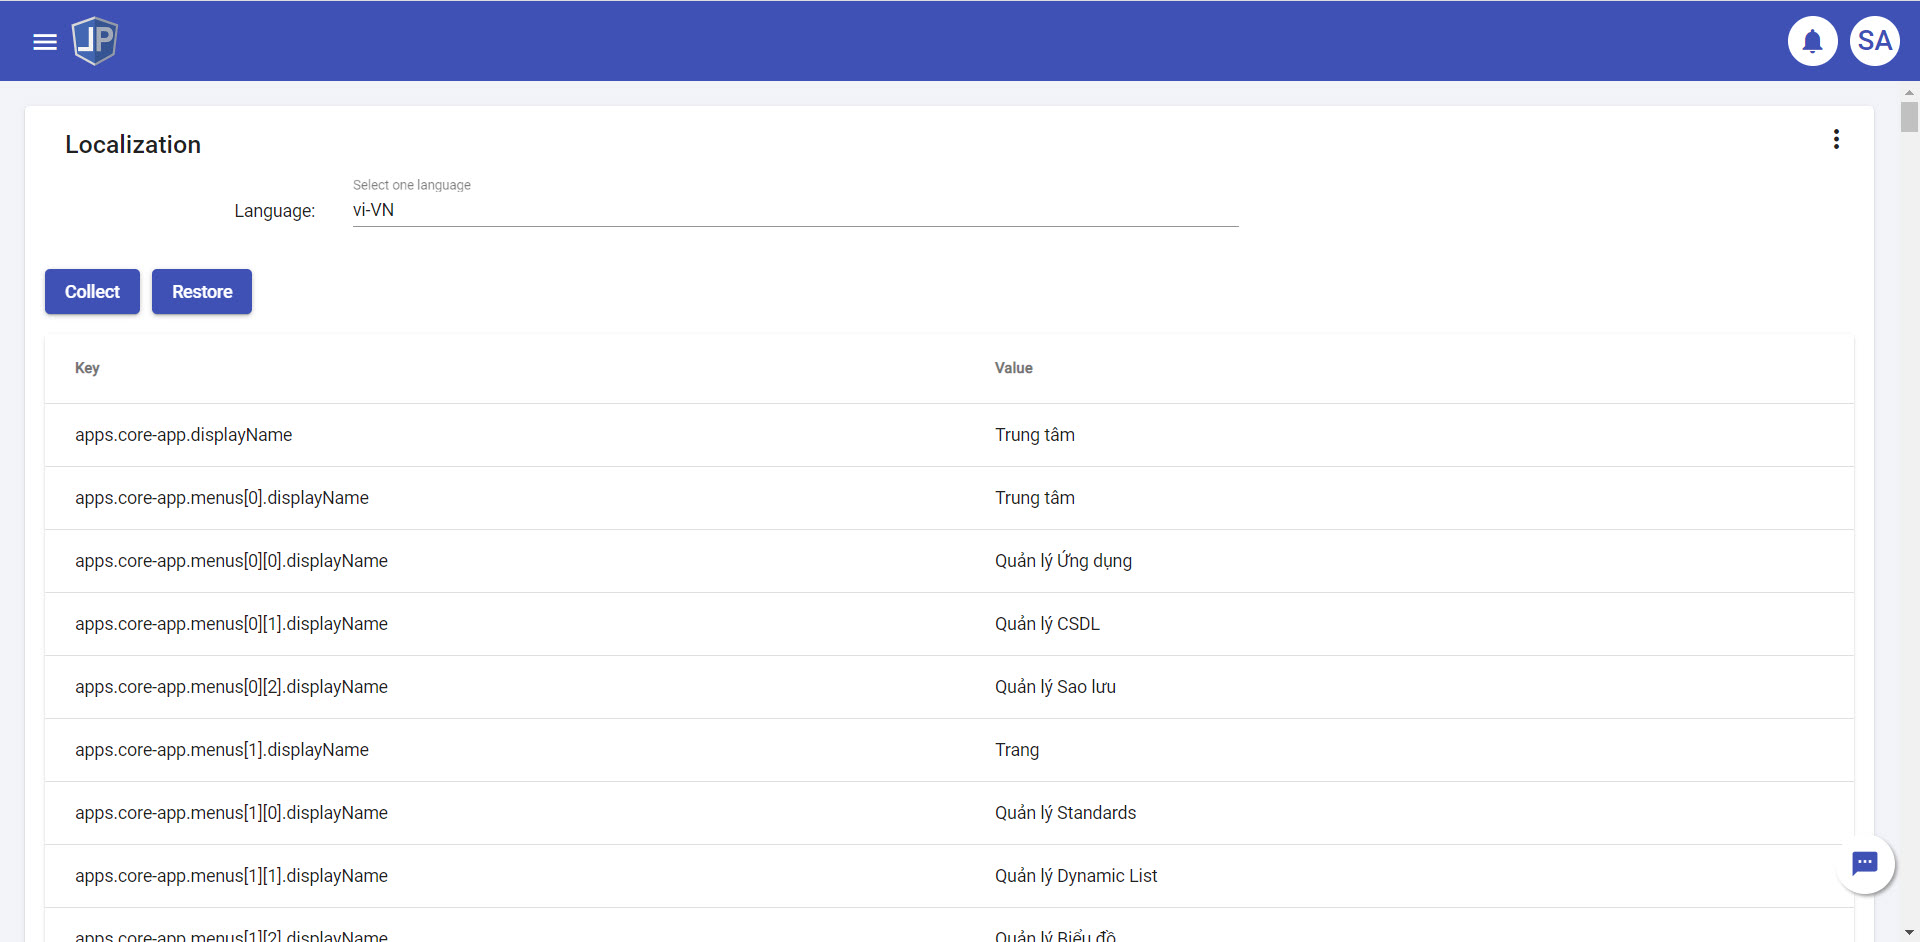 JP
SA
Localization
Select one language
Language: vi-VN
Collect Restore
Key Value
apps.core-app.displayName Trung tâm
apps.core-app.menus[0].displayName Trung tâm
apps.core-app.menus[0][0].displayName Quản lý Ứng dụng
apps.core-app.menus[0][1].displayName Quản lý CSDL
apps.core-app.menus[0][2].displayName Quản lý Sao lưu
apps.core-app.menus[1].displayName Trang
apps.core-app.menus[1][0].displayName Quản lý Standards
apps.core-app.menus[1][1].displayName Quản lý Dynamic List
apps.core-app.menus[1][2].displayName Quản lý Biểu đồ